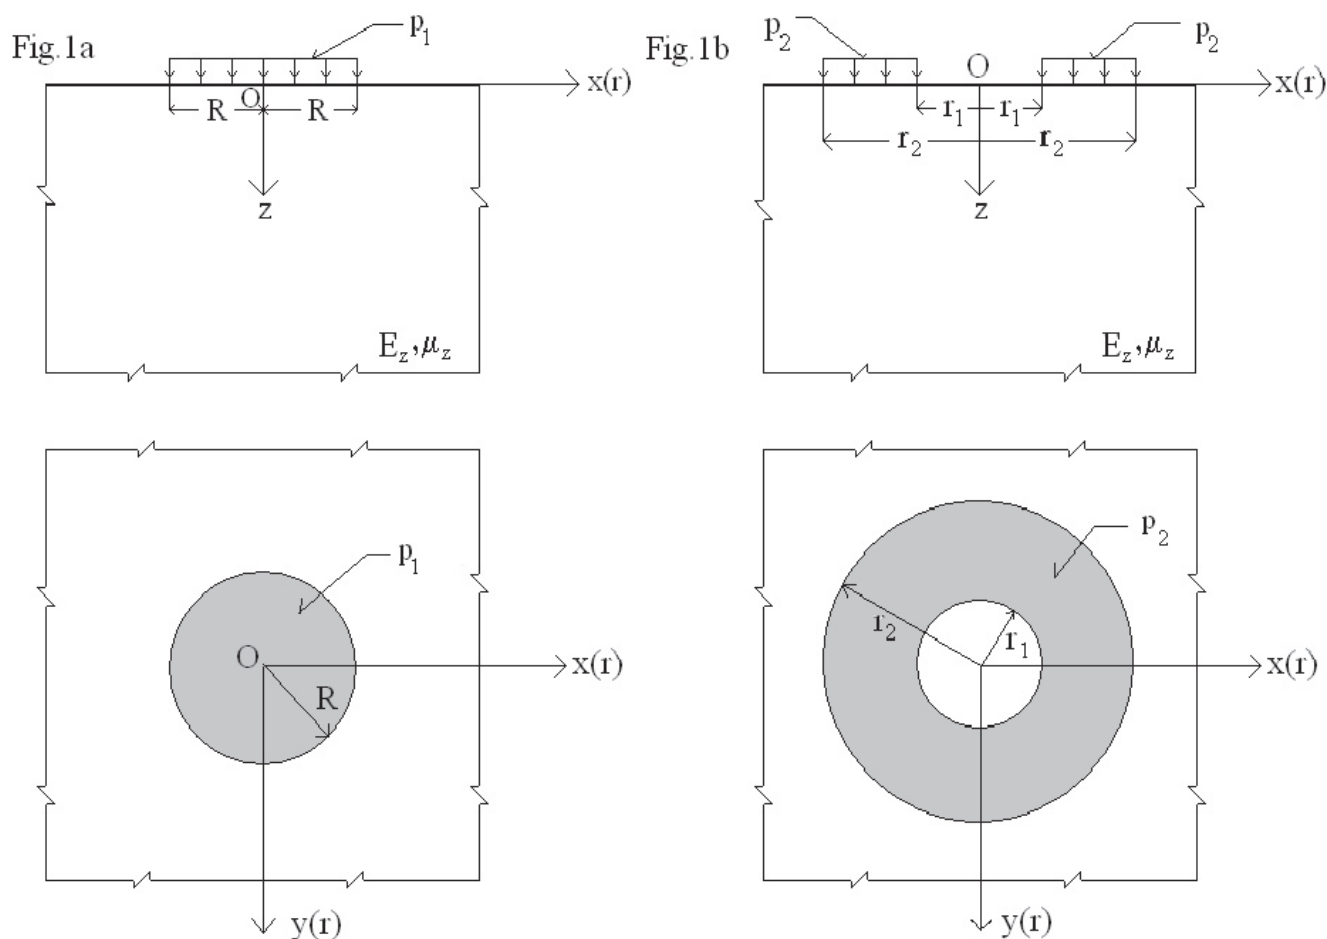 Fig.1a
p1
x(r)
O
R
R
z
Ez,μz
Fig.1b
p2
p2
O
x(r)
r1
r1
r2
r2
z
Ez,μz
p1
O
x(r)
R
y(r)
p2
r2
r1
x(r)
y(r)